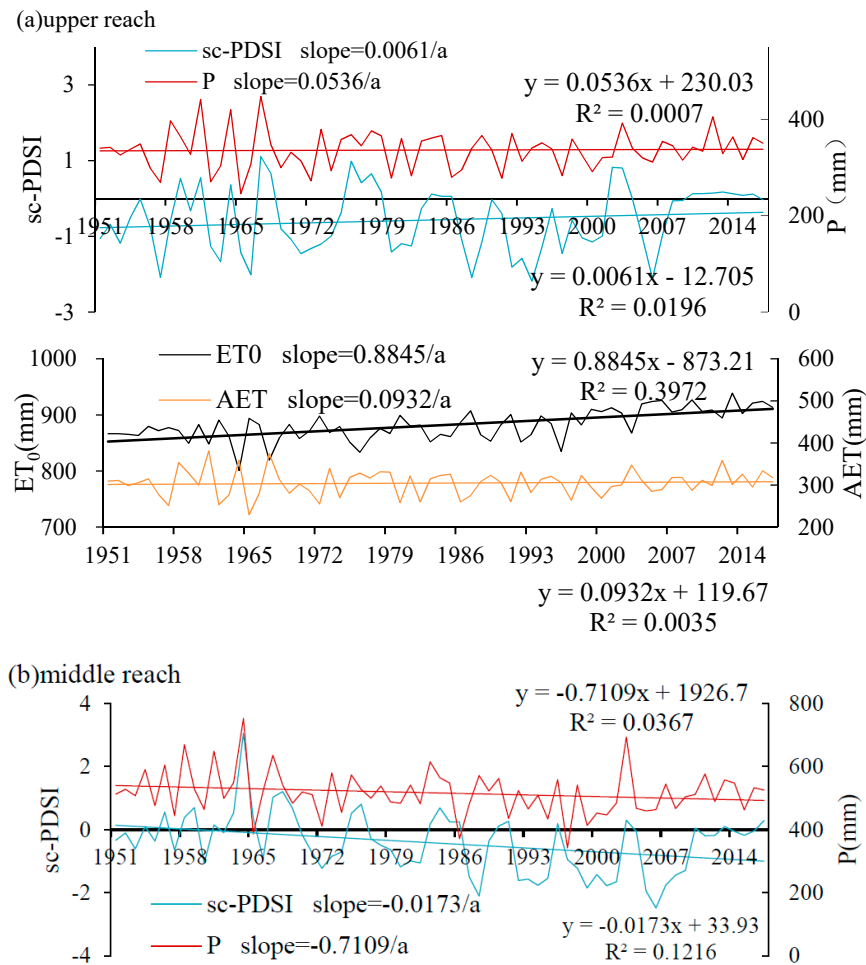 (a)upper reach
sc-PDSI slope=0.0061/a
P slope=0.0536/a
y = 0.0536x + 230.03
R² = 0.0007
3
1
-1
-3
sc-PDSI
400
200
0
P（mm）
1951 1958 1965 1972 1979 1986 1993 2000 2007 2014
y = 0.0061x - 12.705
R² = 0.0196
ET0 slope=0.8845/a
AET slope=0.0932/a
y = 0.8845x - 873.21
R² = 0.3972
1000
900
800
700
ET₀(mm)
600
500
400
300
200
AET(mm)
1951 1958 1965 1972 1979 1986 1993 2000 2007 2014
y = 0.0932x + 119.67
R² = 0.0035
(b)middle reach
y = -0.7109x + 1926.7
R² = 0.0367
4
2
0
-2
-4
sc-PDSI
800
600
400
200
0
P(mm)
1951 1958 1965 1972 1979 1986 1993 2000 2007 2014
sc-PDSI slope=-0.0173/a
P slope=-0.7109/a
y = -0.0173x + 33.93
R² = 0.1216